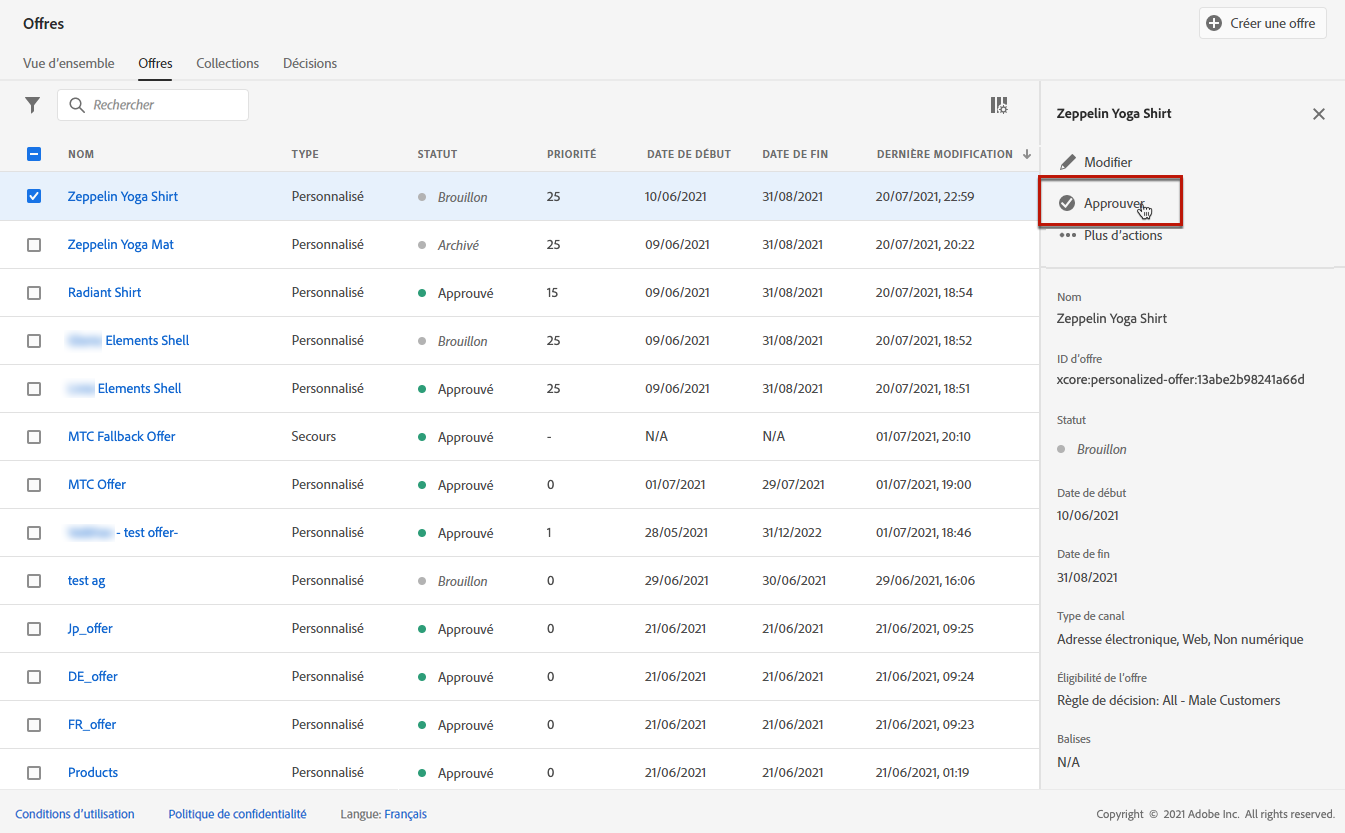 Offres
Créer une offre
Vue d'ensemble Offres Collections Décisions
Rechercher
NOM TYPE STATUT PRIORITÉ DATE DE DÉBUT DATE DE FIN DERNIÈRE MODIFICATION
Zeppelin Yoga Shirt Personnalisé Brouillon 25 10/06/2021 31/08/2021 20/07/2021, 22:59
Zeppelin Yoga Mat Personnalisé Archivé 25 09/06/2021 31/08/2021 20/07/2021, 20:22
Radiant Shirt Personnalisé Approuvé 15 09/06/2021 31/08/2021 20/07/2021, 18:54
Elements Shell Personnalisé Brouillon 25 09/06/2021 31/08/2021 20/07/2021, 18:52
Elements Shell Personnalisé Approuvé 25 09/06/2021 31/08/2021 20/07/2021, 18:51
MTC Fallback Offer Secours Approuvé - N/A N/A 01/07/2021, 20:10
MTC Offer Personnalisé Approuvé 0 01/07/2021 29/07/2021 01/07/2021, 19:00
- test offer- Personnalisé Approuvé 1 28/05/2021 31/12/2022 01/07/2021, 18:46
test ag Personnalisé Brouillon 0 29/06/2021 30/06/2021 29/06/2021, 16:06
Jp_offer Personnalisé Approuvé 0 21/06/2021 21/06/2021 21/06/2021, 09:25
DE_offer Personnalisé Approuvé 0 21/06/2021 21/06/2021 21/06/2021, 09:24
FR_offer Personnalisé Approuvé 0 21/06/2021 21/06/2021 21/06/2021, 09:23
Products Personnalisé Approuvé 0 21/06/2021 21/06/2021 21/06/2021, 01:19
Zeppelin Yoga Shirt
Modifier
Approuver
Plus d'actions
Nom
Zeppelin Yoga Shirt
ID d'offre
xcore:personalized-offer:13abe2b98241a66d
Statut
Brouillon
Date de début
10/06/2021
Date de fin
31/08/2021
Type de canal
Adresse électronique, Web, Non numérique
Éligibilité de l'offre
Règle de décision: All - Male Customers
Balises
N/A
Conditions d'utilisation Politique de confidentialité Langue: Français Copyright © 2021 Adobe Inc. All rights reserved.